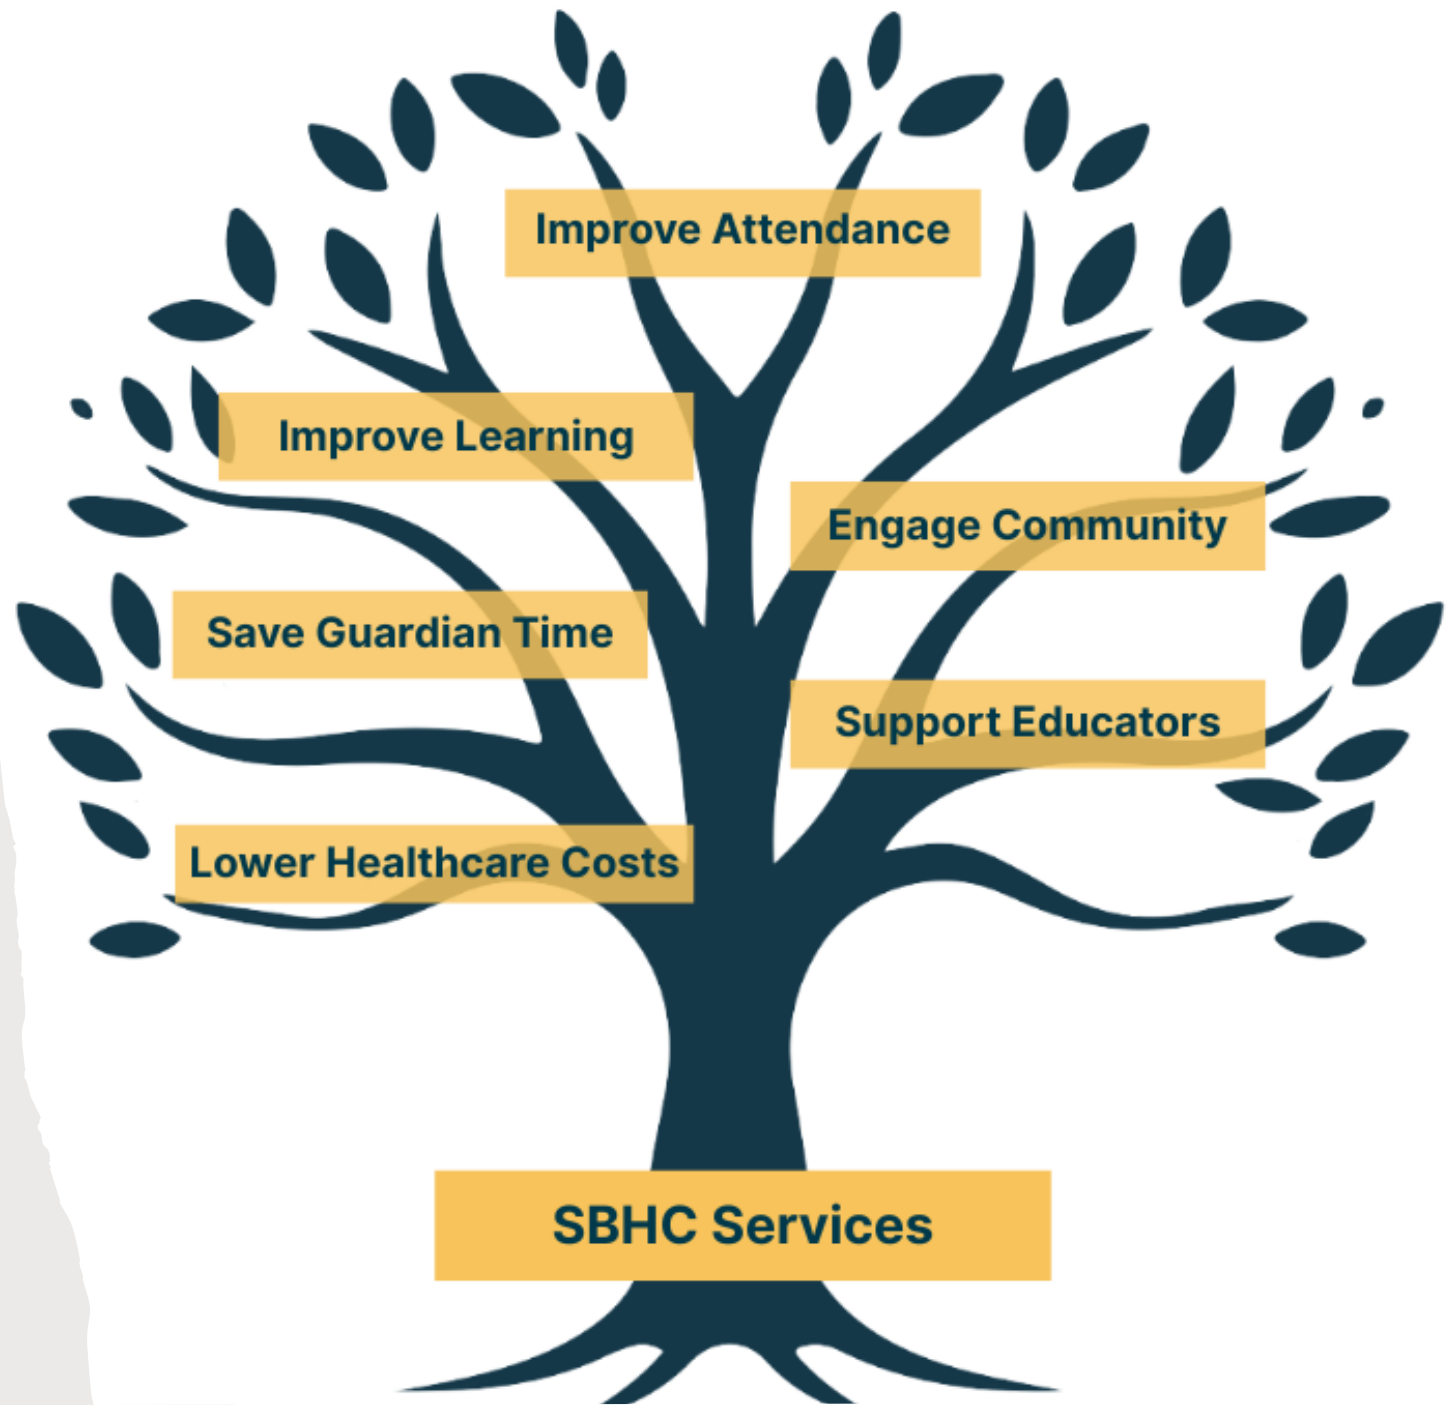 Improve Attendance
Improve Learning
Engage Community
Save Guardian Time
Support Educators
Lower Healthcare Costs
SBHC Services